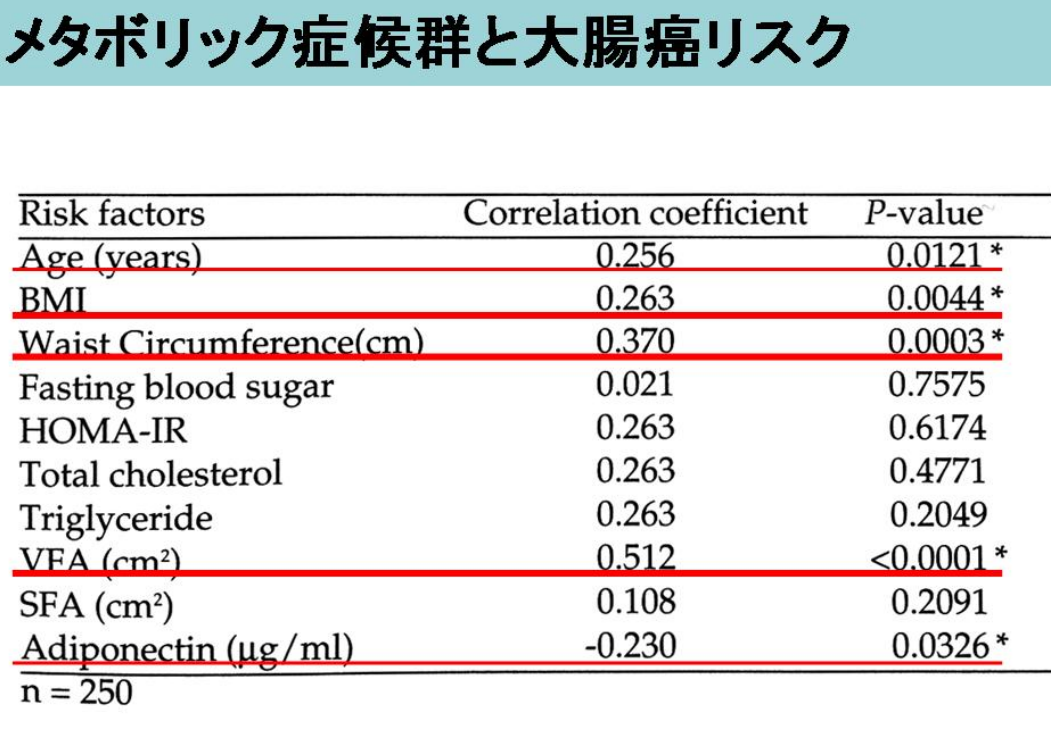 メタボリック症候群と大腸癌リスク
Risk factors Correlation coefficient P-value
Age (years) 0.256 0.0121 *
BMI 0.263 0.0044 *
Waist Circumference(cm) 0.370 0.0003 *
Fasting blood sugar 0.021 0.7575
HOMA-IR 0.263 0.6174
Total cholesterol 0.263 0.4771
Triglyceride 0.263 0.2049
VFA (cm²) 0.512 <0.0001 *
SFA (cm²) 0.108 0.2091
Adiponectin (μg/ml) -0.230 0.0326 *
n = 250